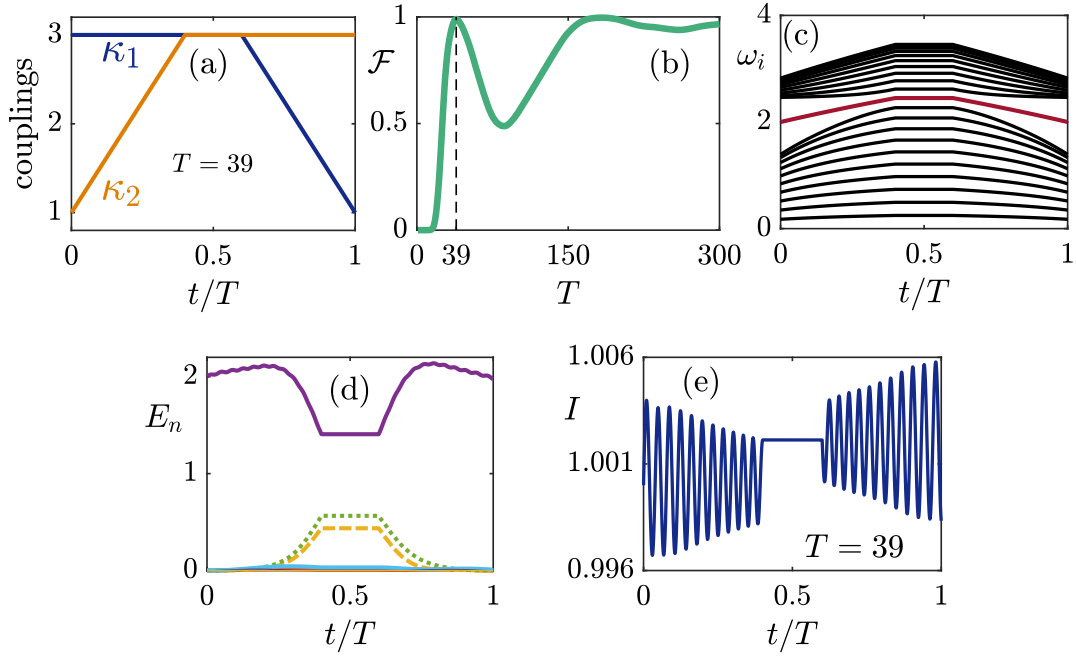 3
2
1
couplings
κ1
κ2
(a)
T = 39
0
0.5
1
t/T
1
0.5
0
F
(b)
0
39
150
300
T
4
2
0
ωi
(c)
0
0.5
1
t/T
2
1
0
En
(d)
0
0.5
1
t/T
1.006
1.001
0.996
I
(e)
T = 39
0
0.5
1
t/T